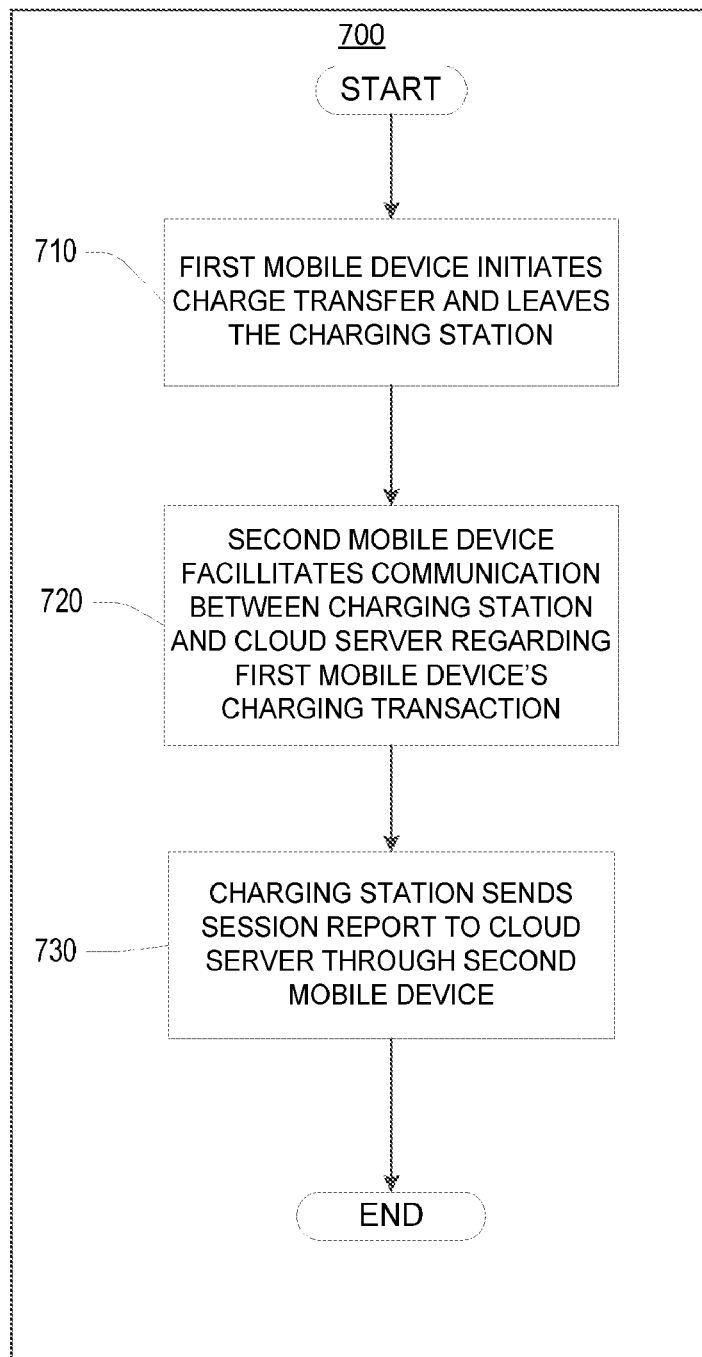 700
START
710
FIRST MOBILE DEVICE INITIATES
CHARGE TRANSFER AND LEAVES
THE CHARGING STATION
720
SECOND MOBILE DEVICE
FACILLITATES COMMUNICATION
BETWEEN CHARGING STATION
AND CLOUD SERVER REGARDING
FIRST MOBILE DEVICE'S
CHARGING TRANSACTION
730
CHARGING STATION SENDS
SESSION REPORT TO CLOUD
SERVER THROUGH SECOND
MOBILE DEVICE
END